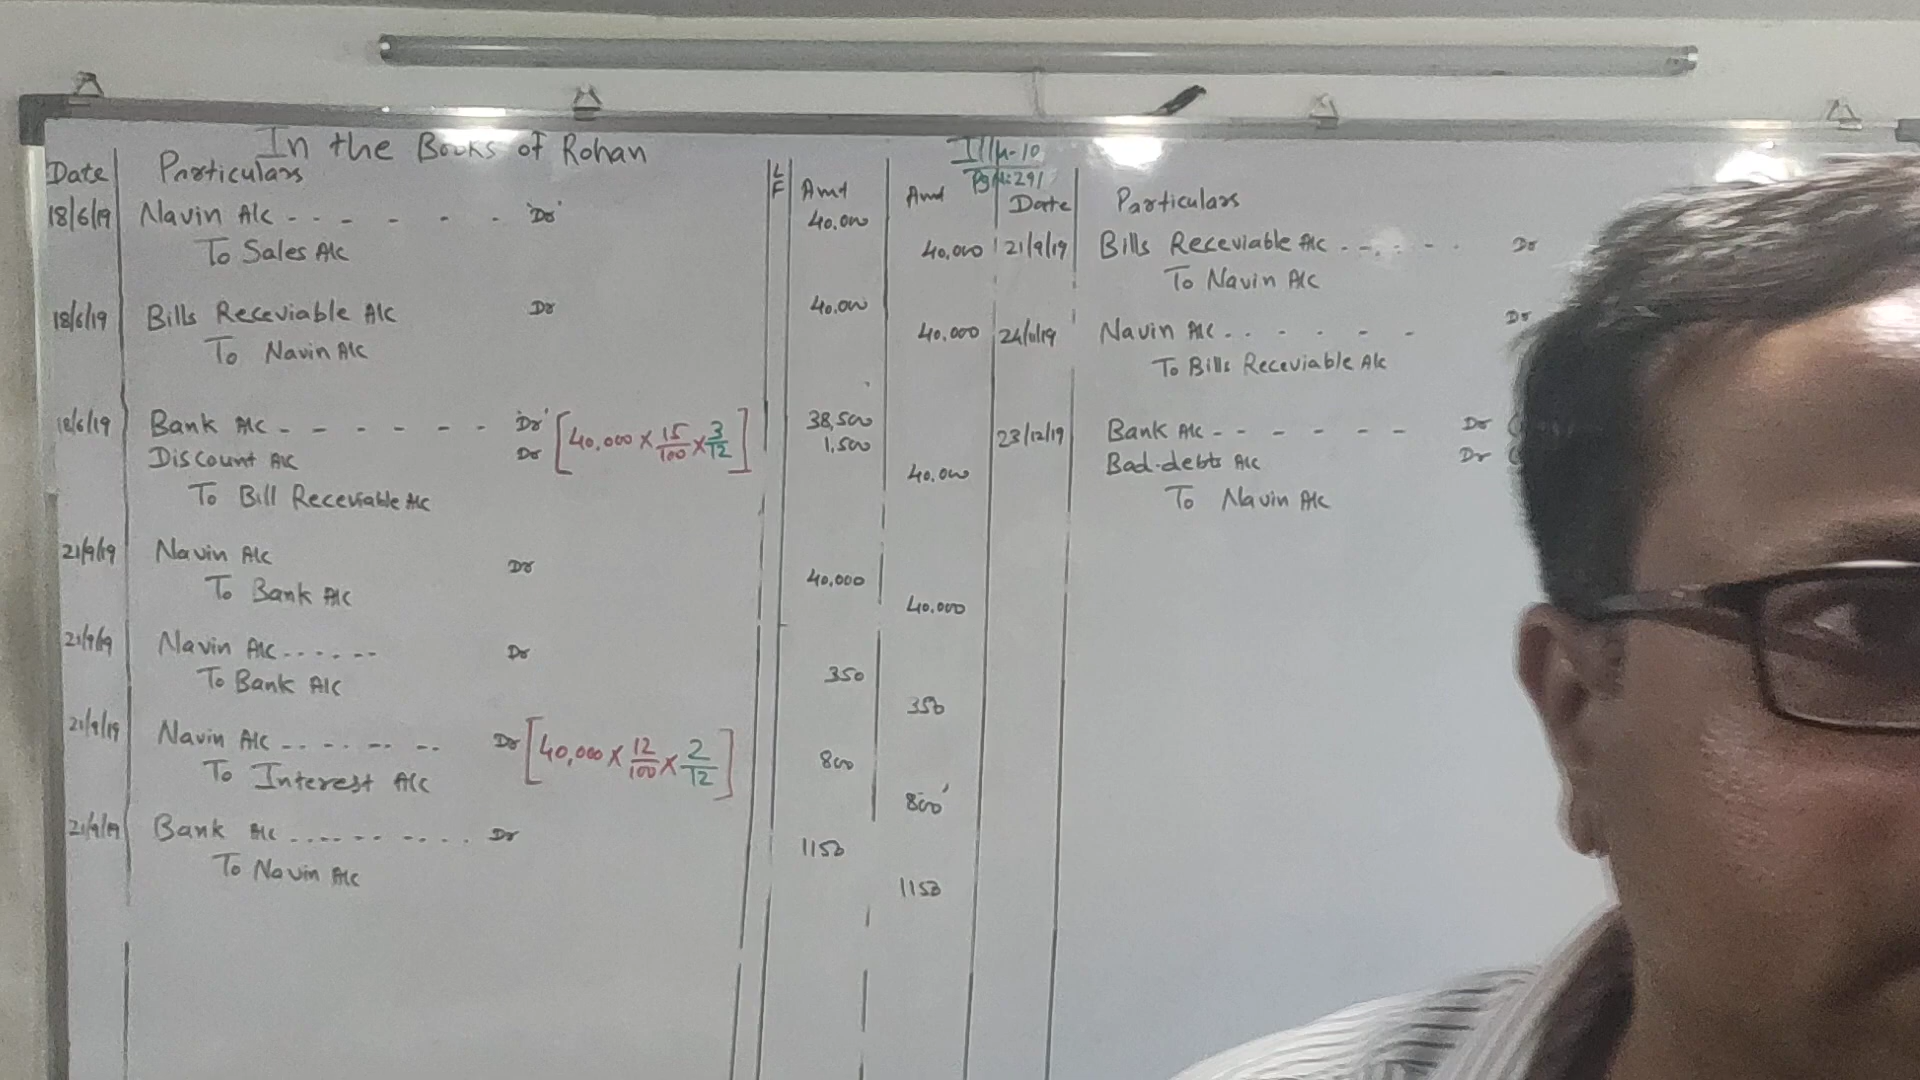 In the Books of Rohan
Illu-10
Pg N: 291
Date Particulars LF Amt Amt
18/6/19 Navin A/c - - - - - - Dr 40,000
To Sales A/c 40,000
18/6/19 Bills Receviable A/c Dr 40,000
To Navin A/c 40,000
18/6/19 Bank A/c - - - - - - Dr [40,000 × 15/100 × 3/12] 38,500
Discount A/c Dr 1,500
To Bill Receviable A/c 40,000
21/9/19 Navin A/c Dr 40,000
To Bank A/c 40,000
21/9/19 Navin A/c - - - - - - Dr 350
To Bank A/c 350
21/9/19 Navin A/c - - - - - - Dr [40,000 × 12/100 × 2/12] 800
To Interest A/c 800
21/9/19 Bank A/c - - - - - - - - - Dr 1150
To Navin A/c 1150
Date Particulars
21/9/19 Bills Receviable A/c - - - - - Dr
To Navin A/c
24/11/19 Navin A/c - - - - - Dr
To Bills Receviable A/c
23/12/19 Bank A/c - - - - - - Dr
Bad-debts A/c Dr
To Navin A/c